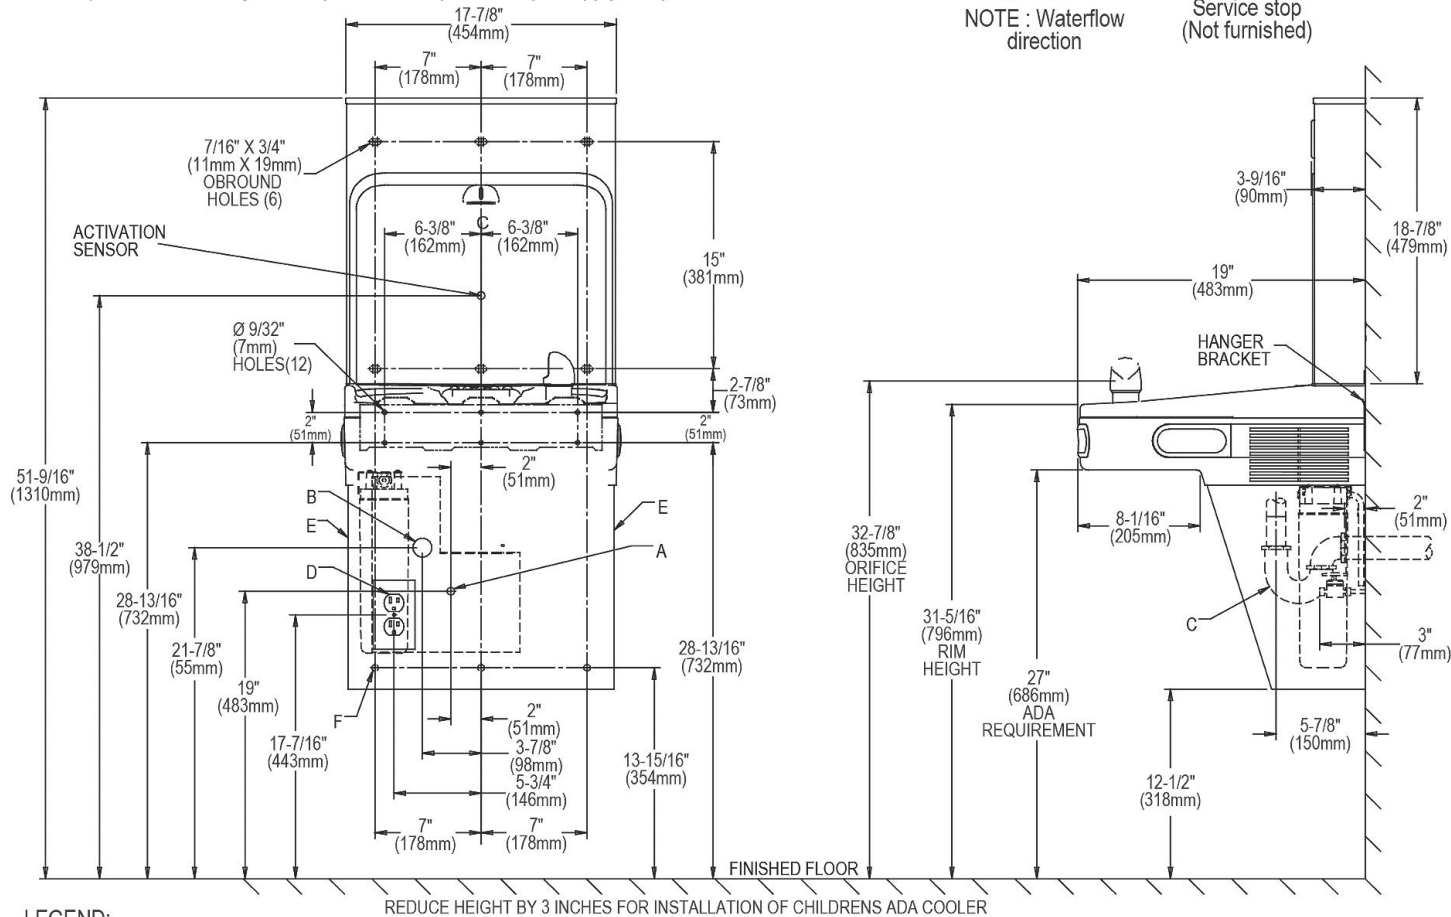 NOTE : Waterflow
direction
Service stop
(Not furnished)
17-7/8"
(454mm)
7"
(178mm)
7"
(178mm)
7/16" X 3/4"
(11mm X 19mm)
OBROUND
HOLES (6)
ACTIVATION
SENSOR
C
6-3/8"
(162mm)
6-3/8"
(162mm)
15"
(381mm)
Ø 9/32"
(7mm)
HOLES(12)
2-7/8"
(73mm)
2"
(51mm)
2"
(51mm)
2"
(51mm)
51-9/16"
(1310mm)
B
E
E
A
D
F
38-1/2"
(979mm)
28-13/16"
(732mm)
21-7/8"
(55mm)
19"
(483mm)
17-7/16"
(443mm)
2"
(51mm)
3-7/8"
(98mm)
5-3/4"
(146mm)
7"
(178mm)
7"
(178mm)
13-15/16"
(354mm)
28-13/16"
(732mm)
3-9/16"
(90mm)
18-7/8"
(479mm)
19"
(483mm)
HANGER
BRACKET
8-1/16"
(205mm)
2"
(51mm)
32-7/8"
(835mm)
ORIFICE
HEIGHT
31-5/16"
(796mm)
RIM
HEIGHT
27"
(686mm)
ADA
REQUIREMENT
C
3"
(77mm)
5-7/8"
(150mm)
12-1/2"
(318mm)
FINISHED FLOOR
REDUCE HEIGHT BY 3 INCHES FOR INSTALLATION OF CHILDRENS ADA COOLER
LEGEND: